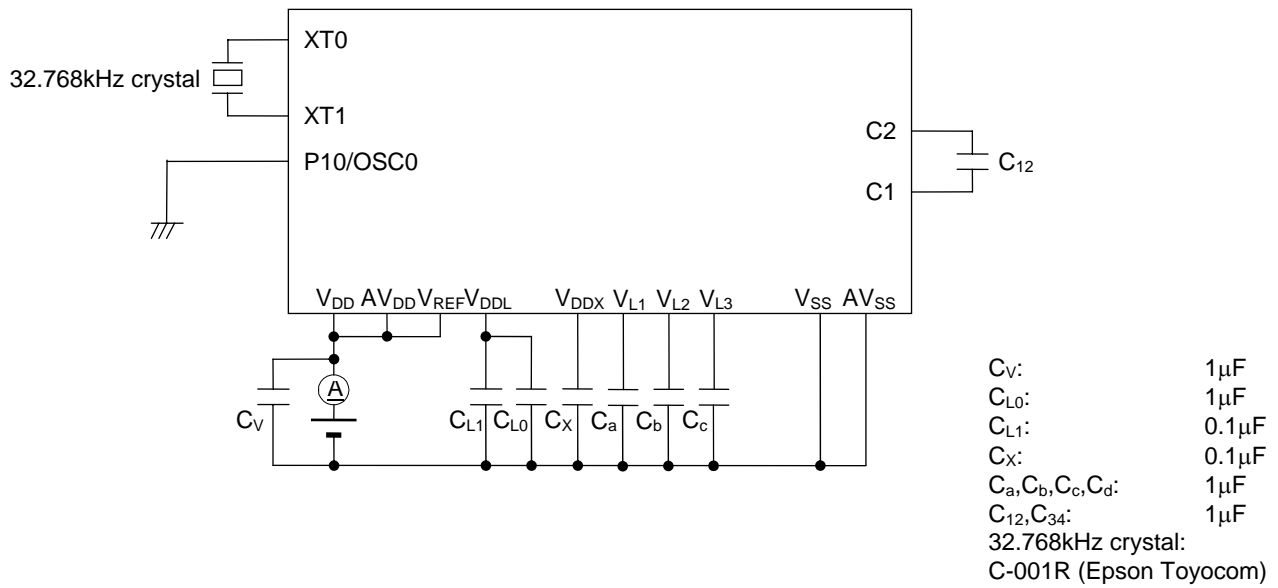 XT0
32.768kHz crystal
XT1
P10/OSC0
C2
C12
C1
VDD AVDD VREF VDDL VDDX VL1 VL2 VL3 VSS AVSS
A
CV CL1 CL0 CX Ca Cb Cc
CV: 1μF
CL0: 1μF
CL1: 0.1μF
CX: 0.1μF
Ca,Cb,Cc,Cd: 1μF
C12,C34: 1μF
32.768kHz crystal:
C-001R (Epson Toyocom)